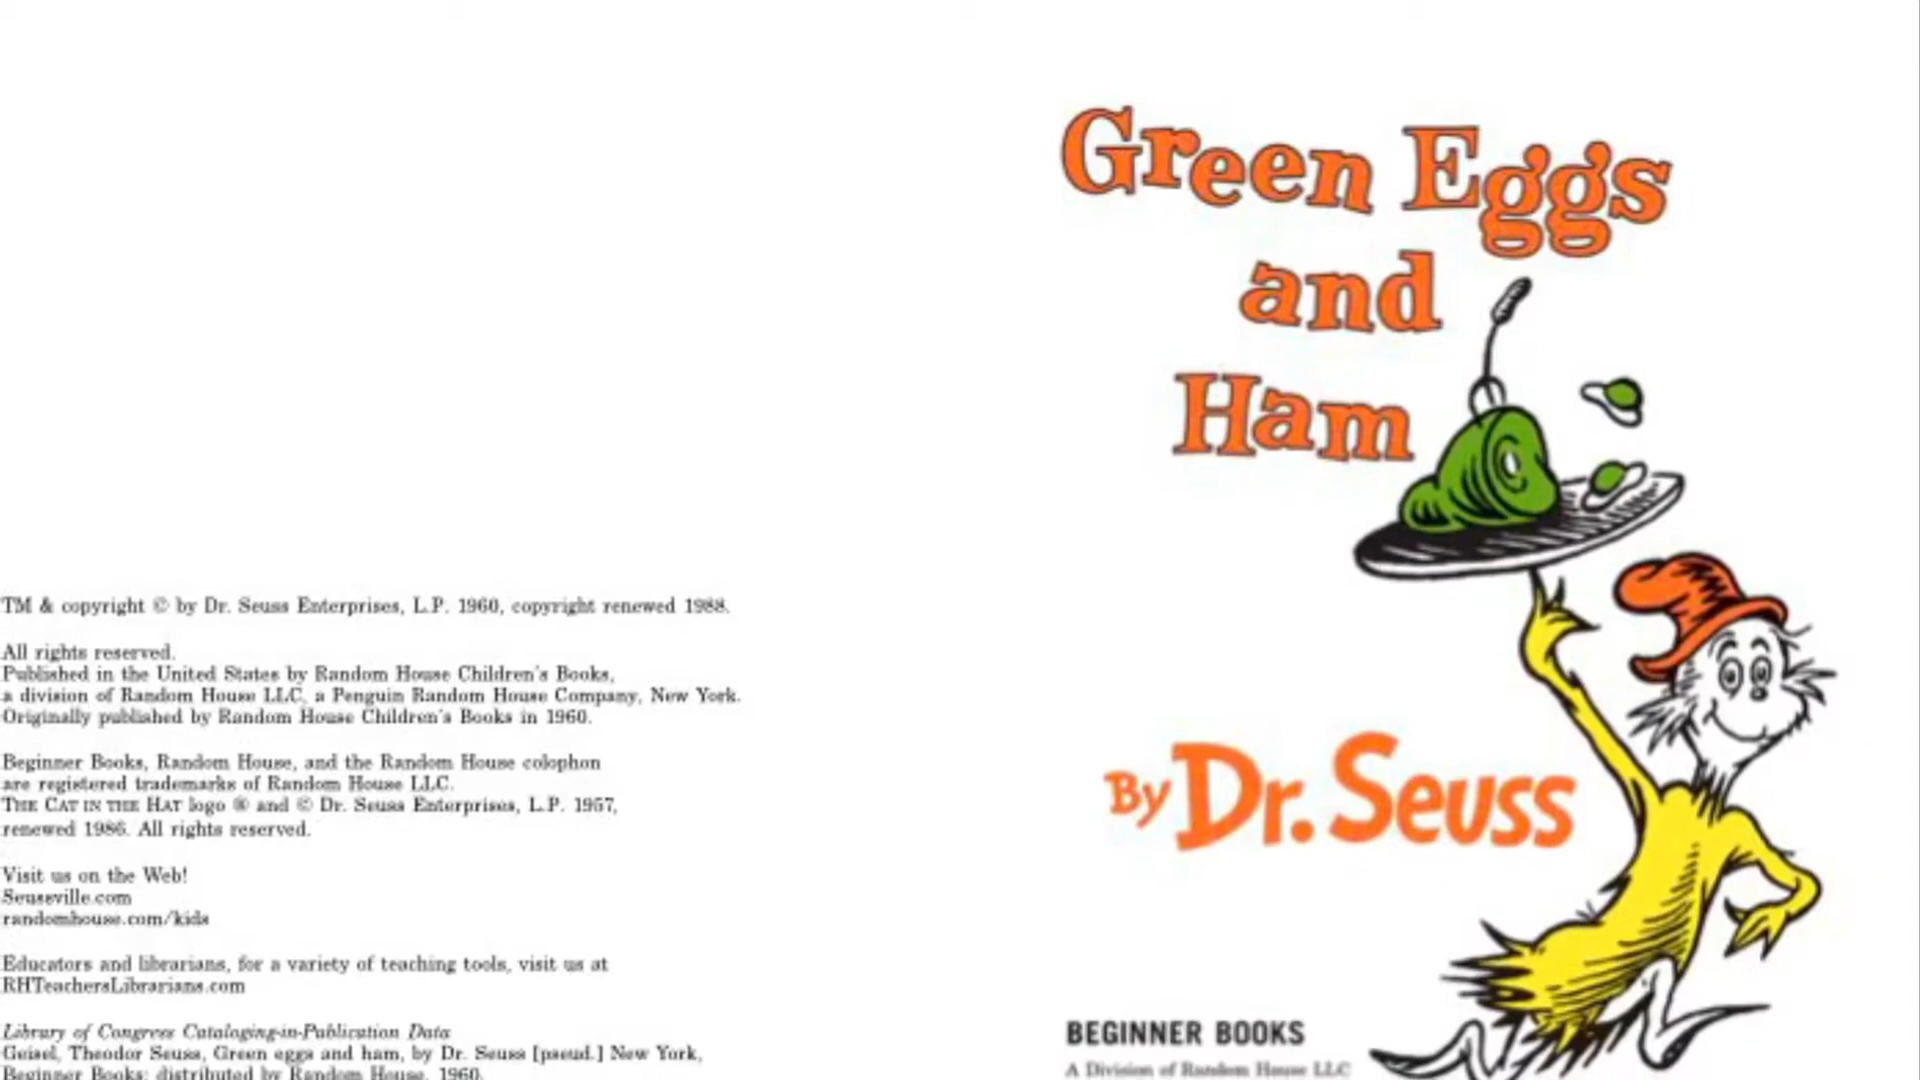 TM & copyright © by Dr. Seuss Enterprises, L.P. 1960, copyright renewed 1988.
All rights reserved.
Published in the United States by Random House Children's Books,
a division of Random House LLC, a Penguin Random House Company, New York.
Originally published by Random House Children's Books in 1960.
Beginner Books, Random House, and the Random House colophon
are registered trademarks of Random House LLC.
THE CAT IN THE HAT logo ® and © Dr. Seuss Enterprises, L.P. 1957,
renewed 1986. All rights reserved.
Visit us on the Web!
Seussville.com
randomhouse.com/kids
Educators and librarians, for a variety of teaching tools, visit us at
RHTeachersLibrarians.com
Library of Congress Cataloging-in-Publication Data
Geisel, Theodor Seuss, Green eggs and ham, by Dr. Seuss [pseud.] New York,
Beginner Books; distributed by Random House, 1960.
Green Eggs
and
Ham
By Dr. Seuss
BEGINNER BOOKS
A Division of Random House LLC